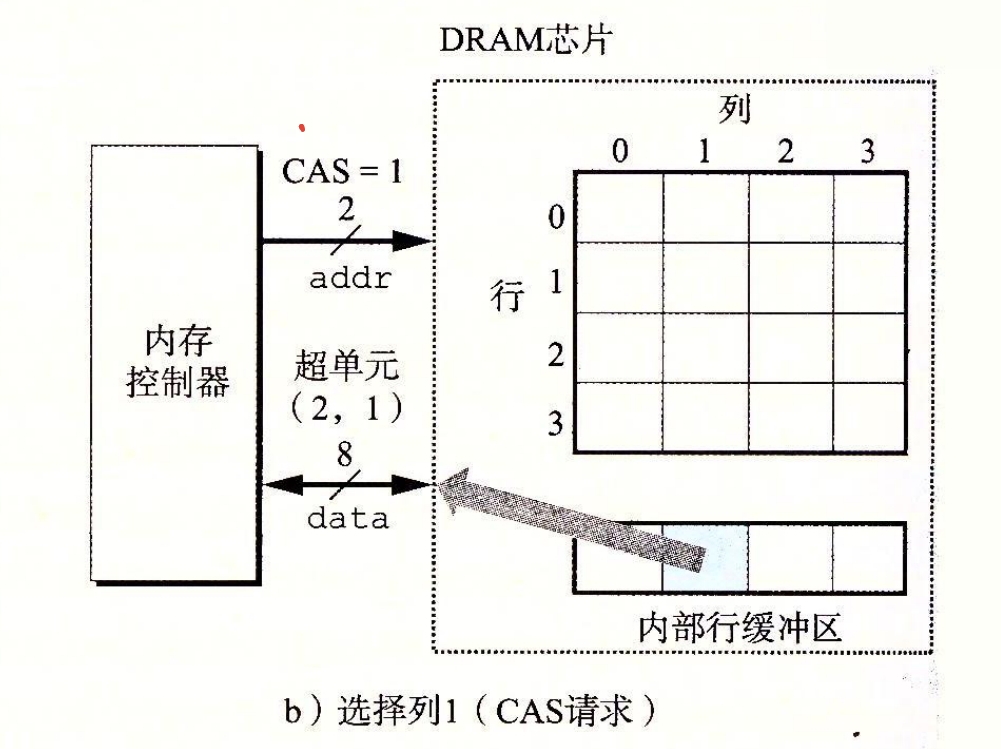 DRAM芯片
列
0 1 2 3
CAS = 1
2
addr
行
0
1
2
3
内存
控制器
超单元
（2，1）
8
data
内部行缓冲区
b）选择列1（CAS请求）